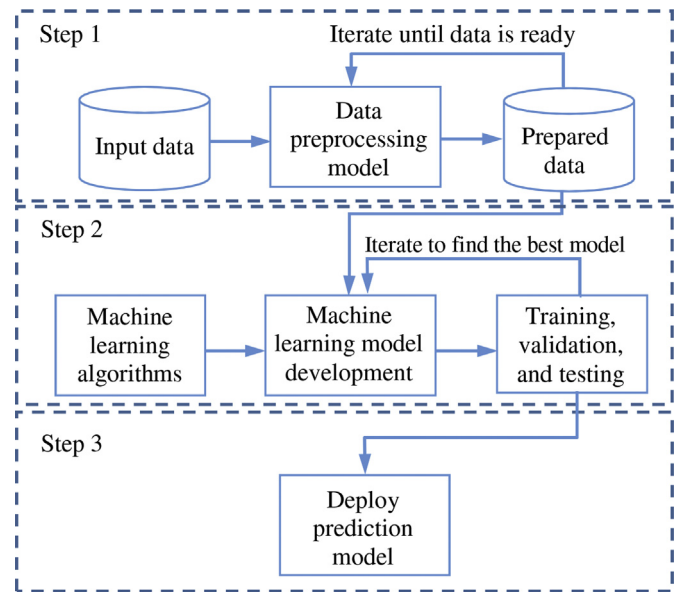 Step 1
Iterate until data is ready
Input data
Data
preprocessing
model
Prepared
data
Step 2
Iterate to find the best model
Machine
learning
algorithms
Machine
learning model
development
Training,
validation,
and testing
Step 3
Deploy
prediction
model